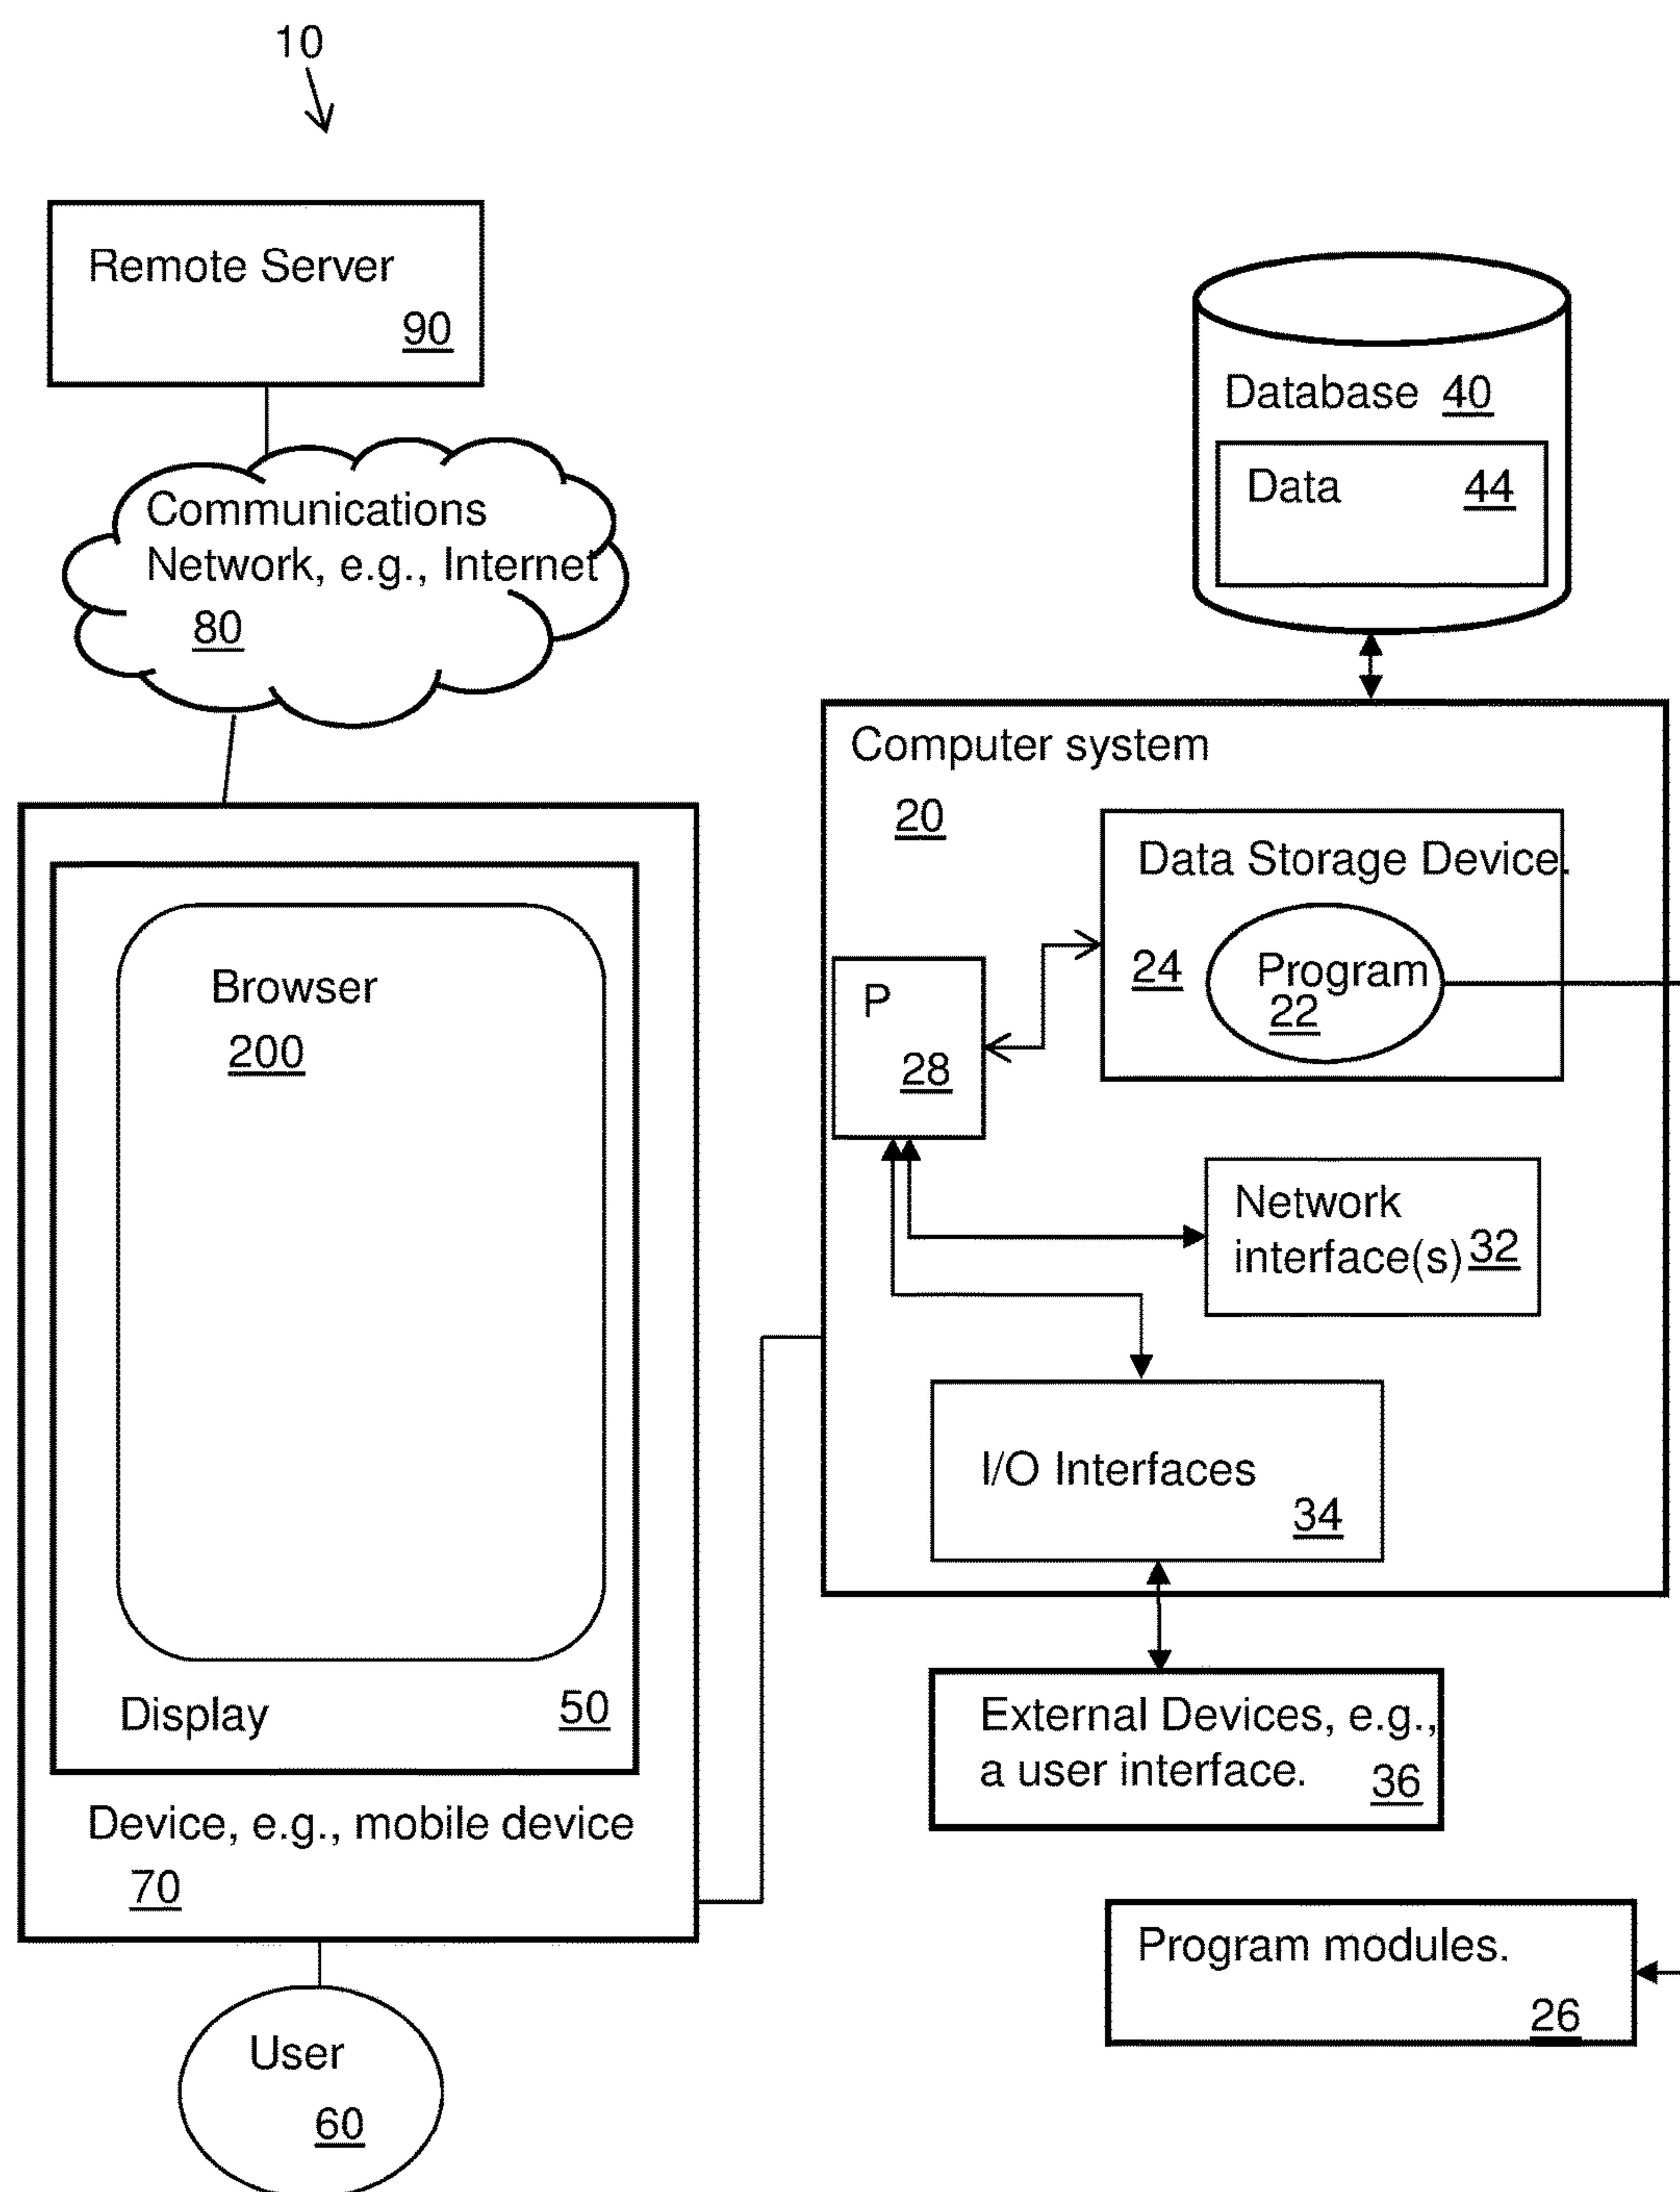 10
Remote Server
90
Communications
Network, e.g., Internet
80
Browser
200
Display 50
Device, e.g., mobile device
70
User
60
Database 40
Data 44
Computer system
20
Data Storage Device.
24
Program
22
P
28
Network
interface(s) 32
I/O Interfaces
34
External Devices, e.g.,
a user interface. 36
Program modules.
26